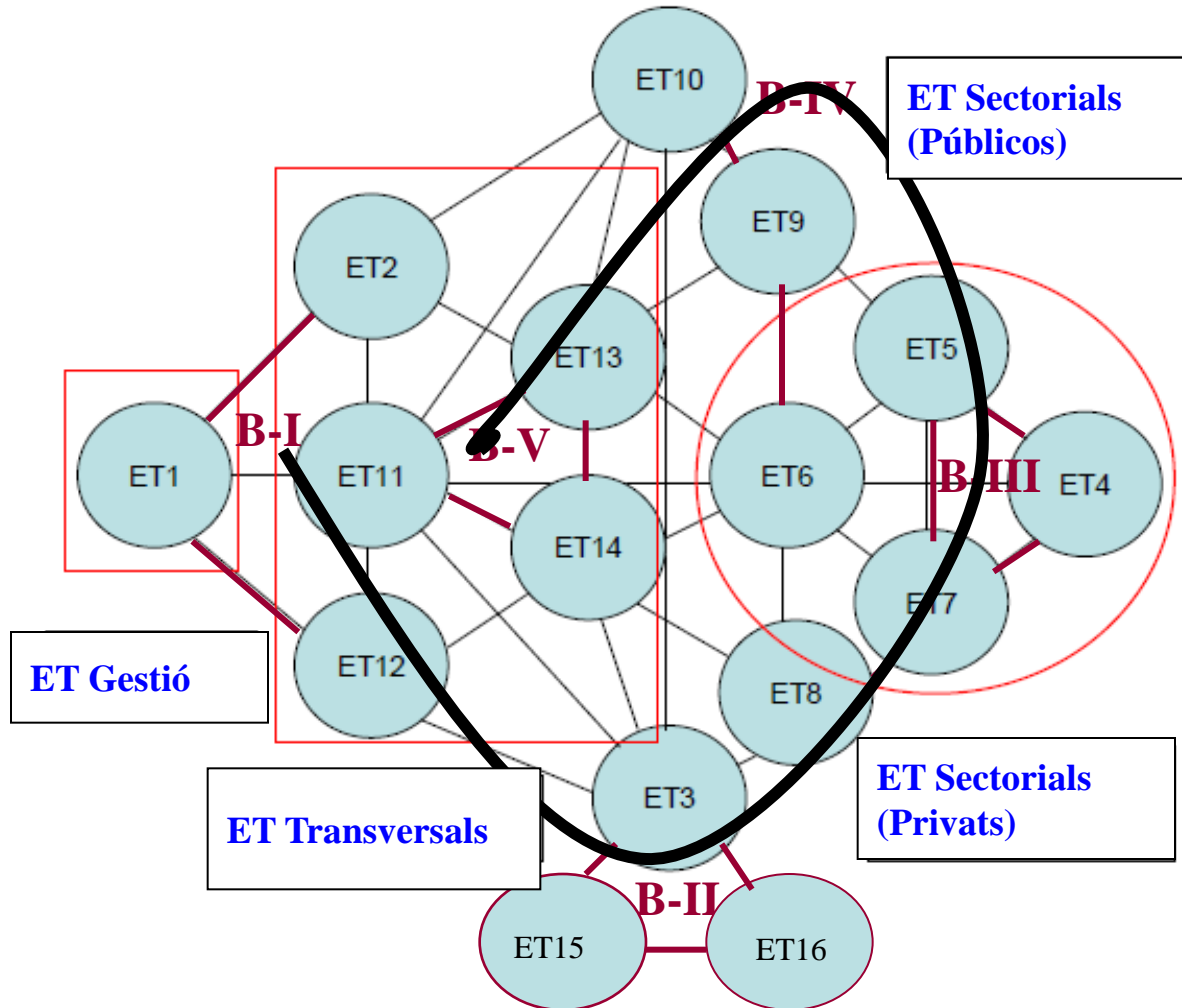 ET10
B-IV
ET Sectorials
(Públicos)
ET9
ET2
ET13
ET5
B-I
B-V
ET1
ET11
ET6
B-III
ET4
ET14
ET7
ET Gestió
ET12
ET8
ET3
ET Sectorials
(Privats)
ET Transversals
B-II
ET15
ET16